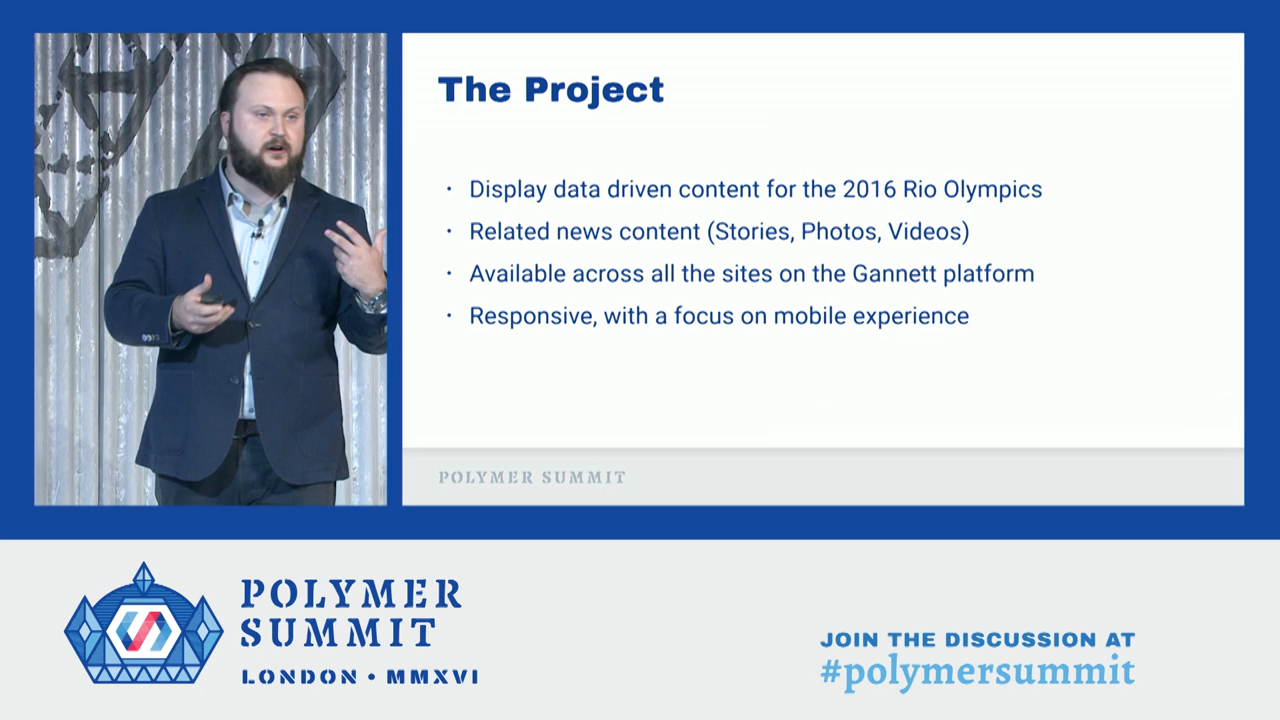 The Project
· Display data driven content for the 2016 Rio Olympics
· Related news content (Stories, Photos, Videos)
· Available across all the sites on the Gannett platform
· Responsive, with a focus on mobile experience
POLYMER SUMMIT
POLYMER
SUMMIT
LONDON · MMXVI
JOIN THE DISCUSSION AT
#polymersummit